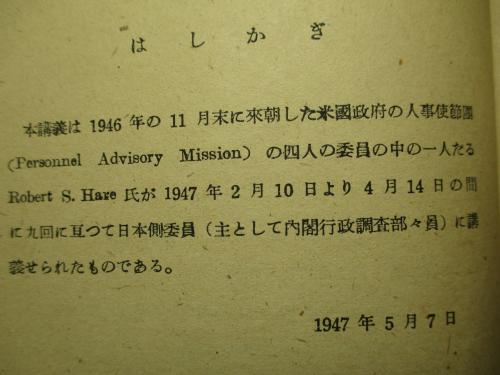 はしかぎ
本講義は 1946 年の 11 月末に來朝した米國政府の人事使節團
(Personnel Advisory Mission) の四人の委員の中の一人たる
Robert S. Hare 氏が 1947 年 2 月 10 日より 4 月 14 日の間
に九回に亙つて日本側委員 (主として內閣行政調査部々員) に講
義せられたものである。
1947 年 5 月 7 日